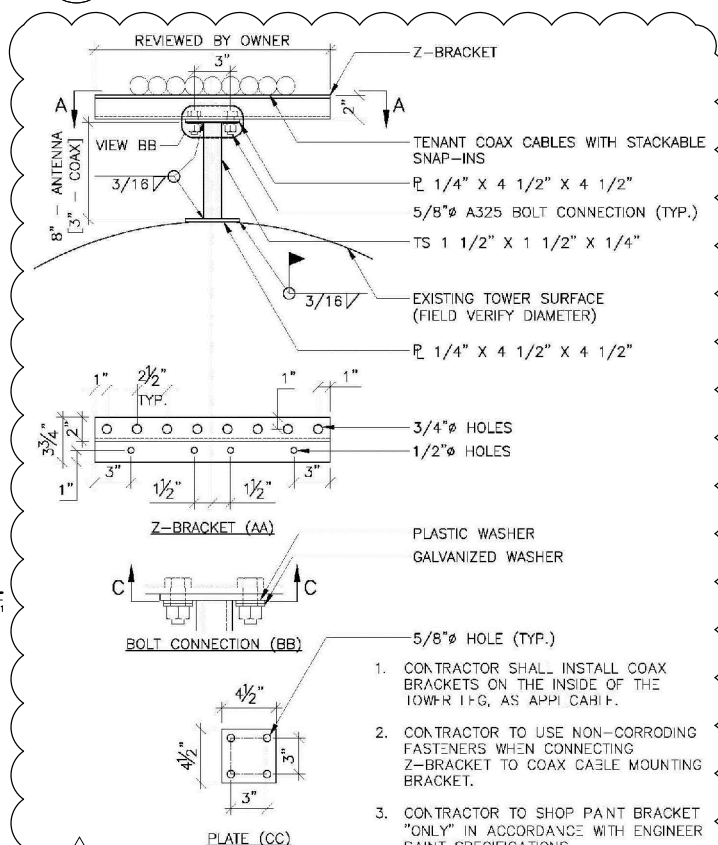 REVIEWED BY OWNER
3"
Z-BRACKET
A
A
2"
VIEW BB
TENANT COAX CABLES WITH STACKABLE
SNAP-INS
8" - ANTENNA
[3" - COAX]
3/16
PL 1/4" X 4 1/2" X 4 1/2"
5/8"ø A325 BOLT CONNECTION (TYP.)
TS 1 1/2" X 1 1/2" X 1/4"
3/16
EXISTING TOWER SURFACE
(FIELD VERIFY DIAMETER)
PL 1/4" X 4 1/2" X 4 1/2"
1"
2½"
TYP.
1"
1"
3¾"
2"
3/4"ø HOLES
1/2"ø HOLES
1"
3"
1½"
1½"
3"
Z-BRACKET (AA)
PLASTIC WASHER
GALVANIZED WASHER
C
C
BOLT CONNECTION (BB)
5/8"ø HOLE (TYP.)
4½"
4½"
3"
3"
PLATE (CC)
1. CONTRACTOR SHALL INSTALL COAX
BRACKETS ON THE INSIDE OF THE
TOWER LEG, AS APPLICABLE.
2. CONTRACTOR TO USE NON-CORRODING
FASTENERS WHEN CONNECTING
Z-BRACKET TO COAX CABLE MOUNTING
BRACKET.
3. CONTRACTOR TO SHOP PAINT BRACKET
"ONLY" IN ACCORDANCE WITH ENGINEER
PAINT SPECIFICATIONS